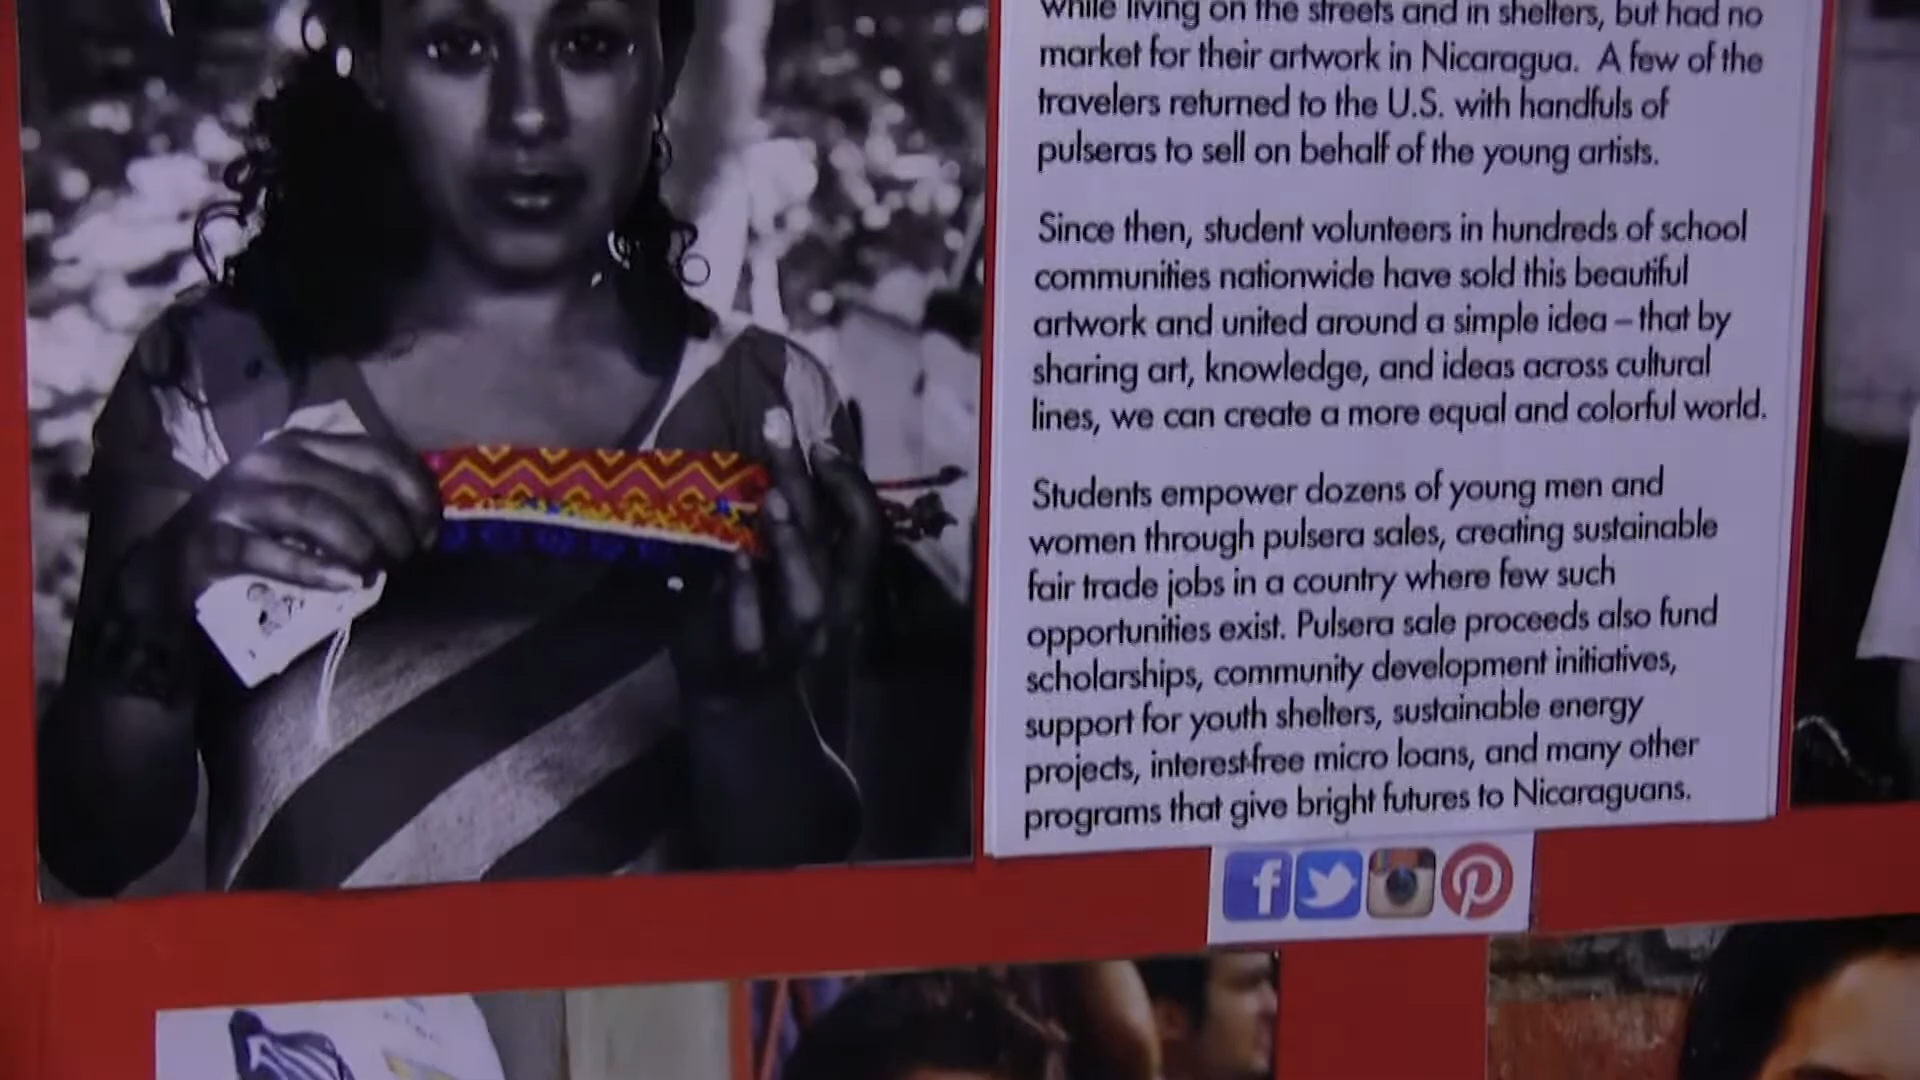 while living on the streets and in shelters, but had no
market for their artwork in Nicaragua. A few of the
travelers returned to the U.S. with handfuls of
pulseras to sell on behalf of the young artists.
Since then, student volunteers in hundreds of school
communities nationwide have sold this beautiful
artwork and united around a simple idea – that by
sharing art, knowledge, and ideas across cultural
lines, we can create a more equal and colorful world.
Students empower dozens of young men and
women through pulsera sales, creating sustainable
fair trade jobs in a country where few such
opportunities exist. Pulsera sale proceeds also fund
scholarships, community development initiatives,
support for youth shelters, sustainable energy
projects, interest-free micro loans, and many other
programs that give bright futures to Nicaraguans.